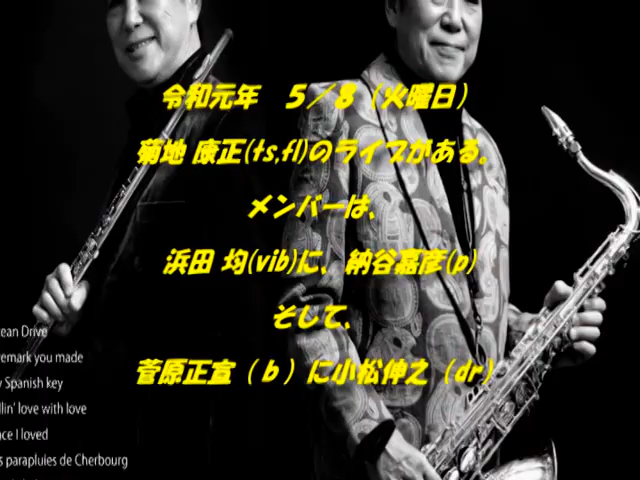 令和元年 5／8（火曜日）
菊地 康正(ts,fl)のライブがある。
メンバーは、
浜田 均(vib)に、納谷嘉彦(p)
そして、
菅原正宣（ｂ）に小松伸之（dr）
ean Drive
remark you made
y Spanish key
llin' love with love
ce I loved
s parapluies de Cherbourg